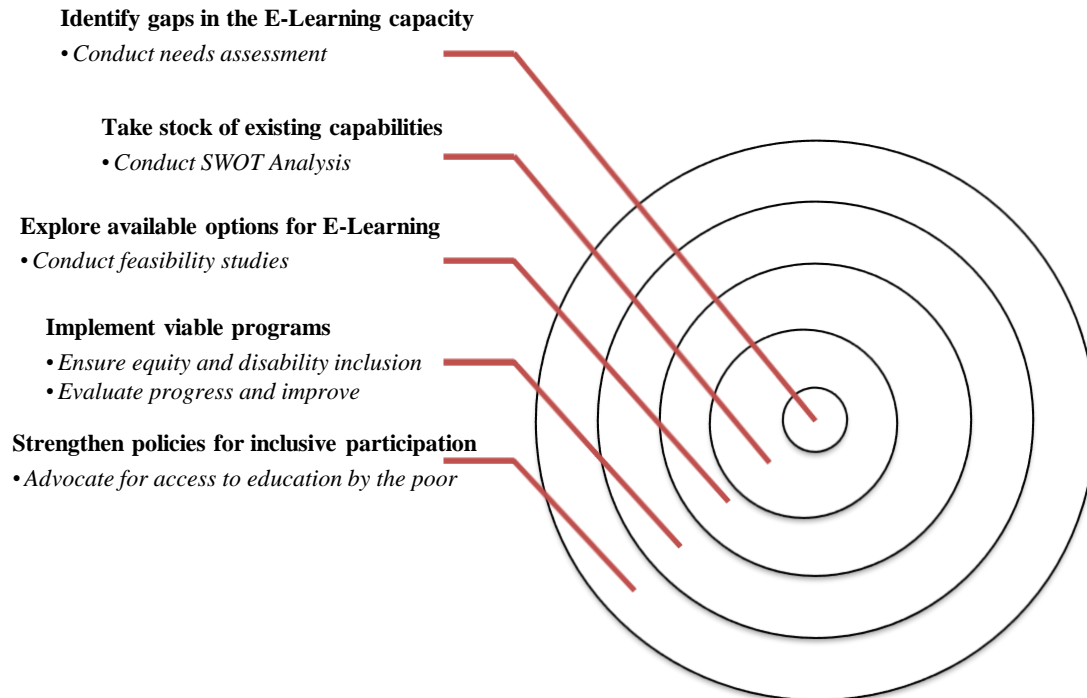 Identify gaps in the E-Learning capacity
• Conduct needs assessment
Take stock of existing capabilities
• Conduct SWOT Analysis
Explore available options for E-Learning
• Conduct feasibility studies
Implement viable programs
• Ensure equity and disability inclusion
• Evaluate progress and improve
Strengthen policies for inclusive participation
• Advocate for access to education by the poor